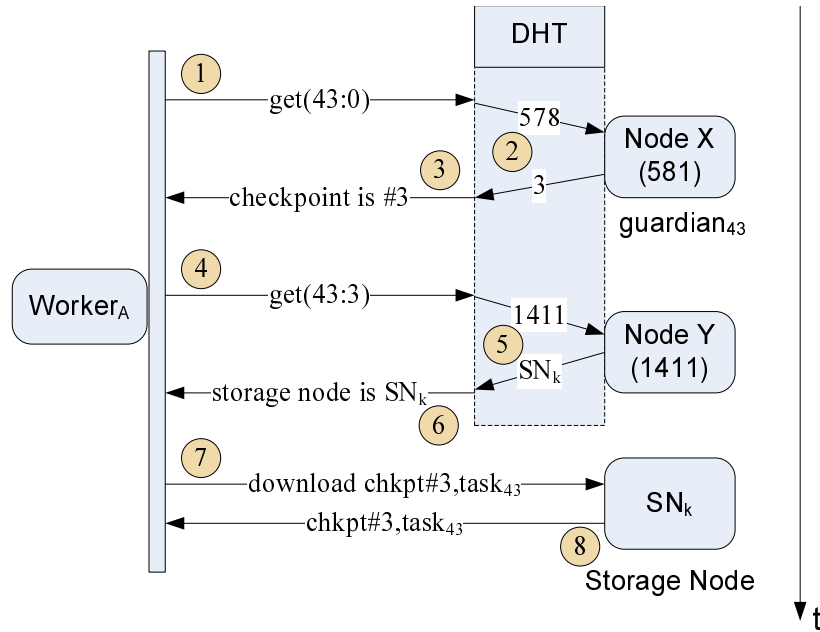 DHT
1
get(43:0)
578
Node X
(581)
2
3
3
checkpoint is #3
guardian43
4
get(43:3)
WorkerA
1411
Node Y
(1411)
5
SNk
storage node is SNk
6
7
download chkpt#3,task43
SNk
chkpt#3,task43
8
Storage Node
t